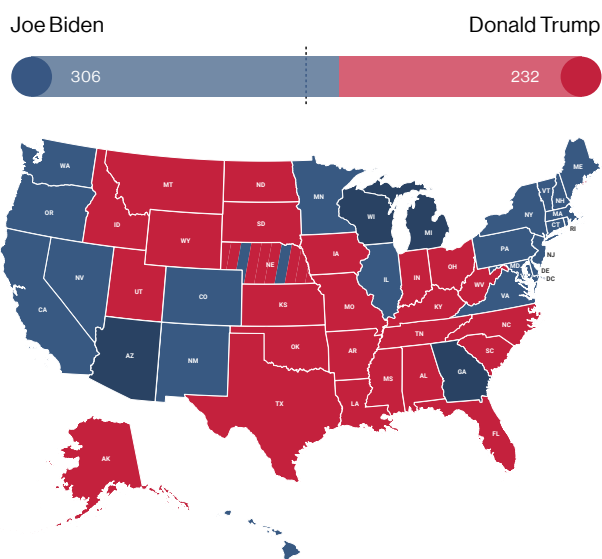 Joe Biden Donald Trump
306 232
WA
MT
ND
MN
ME
VT
NH
OR
ID
SD
WI
NY
MA
MI
CT
RI
WY
PA
NJ
IA
NE
OH
MD
DE
DC
NV
UT
CO
IL
IN
WV
VA
CA
KS
MO
KY
NC
TN
AZ
NM
OK
AR
SC
MS
AL
GA
TX
LA
FL
AK